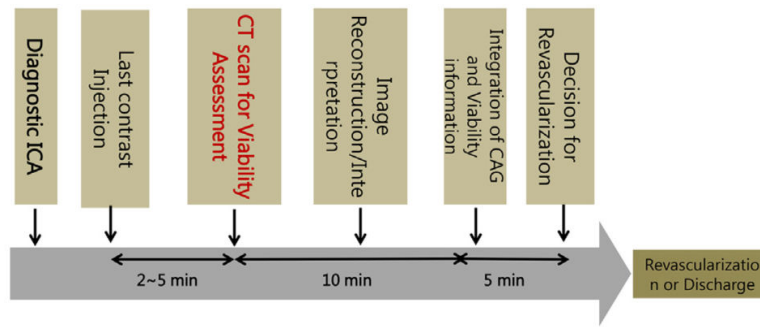 Diagnostic ICA
Last contrast
Injection
CT scan for Viability
Assessment
Image
Reconstruction/Inte
rpretation
Integration of CAG
and Viability
information
Decision for
Revascularization
2~5 min
10 min
5 min
Revascularizatio
n or Discharge